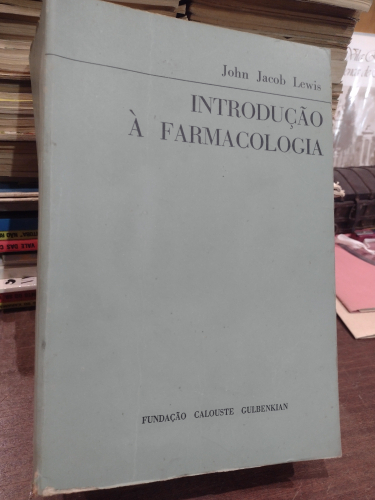 John Jacob Lewis
INTRODUÇÃO
À FARMACOLOGIA
FUNDAÇÃO CALOUSTE GULBENKIAN